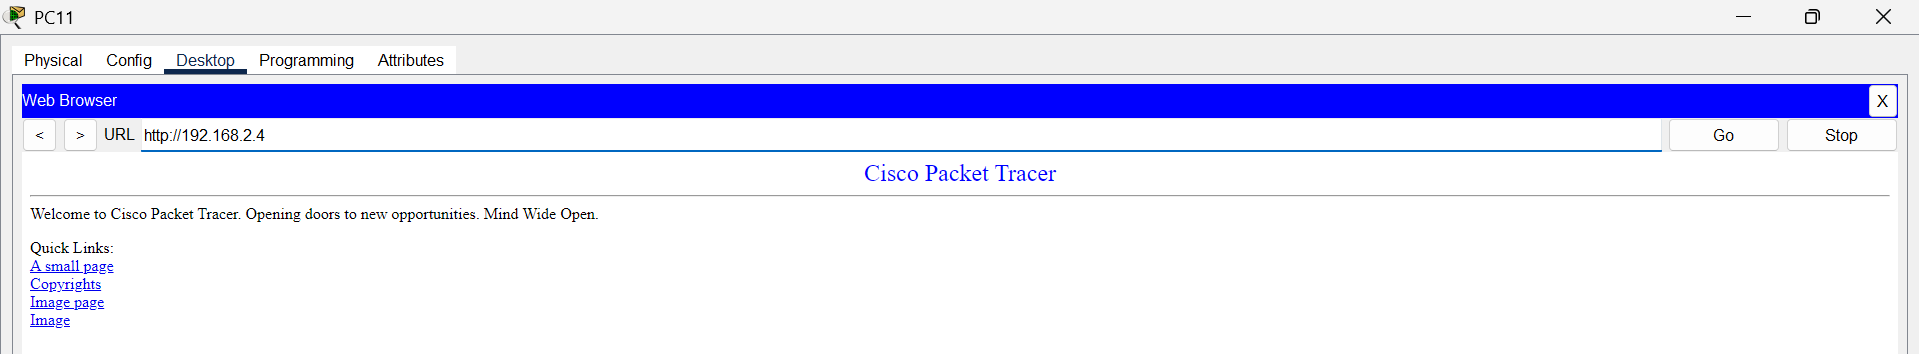 PC11
Physical Config Desktop Programming Attributes
Web Browser
X
< > URL http://192.168.2.4 Go Stop
Cisco Packet Tracer
Welcome to Cisco Packet Tracer. Opening doors to new opportunities. Mind Wide Open.
Quick Links:
A small page
Copyrights
Image page
Image